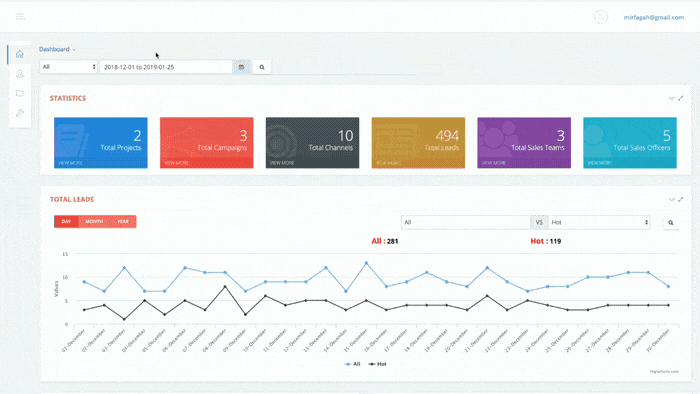 mirfagah@gmail.com
Dashboard
All
2018-12-01 to 2019-01-25
STATISTICS
2
Total Projects
VIEW MORE
3
Total Campaigns
VIEW MORE
10
Total Channels
VIEW MORE
494
Total Leads
VIEW MORE
3
Total Sales Teams
VIEW MORE
5
Total Sales Officers
VIEW MORE
TOTAL LEADS
DAY MONTH YEAR
All VS Hot
All : 281 Hot : 119
Values
15
10
5
0
01-December
02-December
03-December
04-December
05-December
06-December
07-December
08-December
09-December
10-December
11-December
12-December
13-December
14-December
15-December
16-December
17-December
18-December
19-December
20-December
21-December
22-December
23-December
24-December
25-December
26-December
27-December
28-December
29-December
30-December
All Hot
Highcharts.com